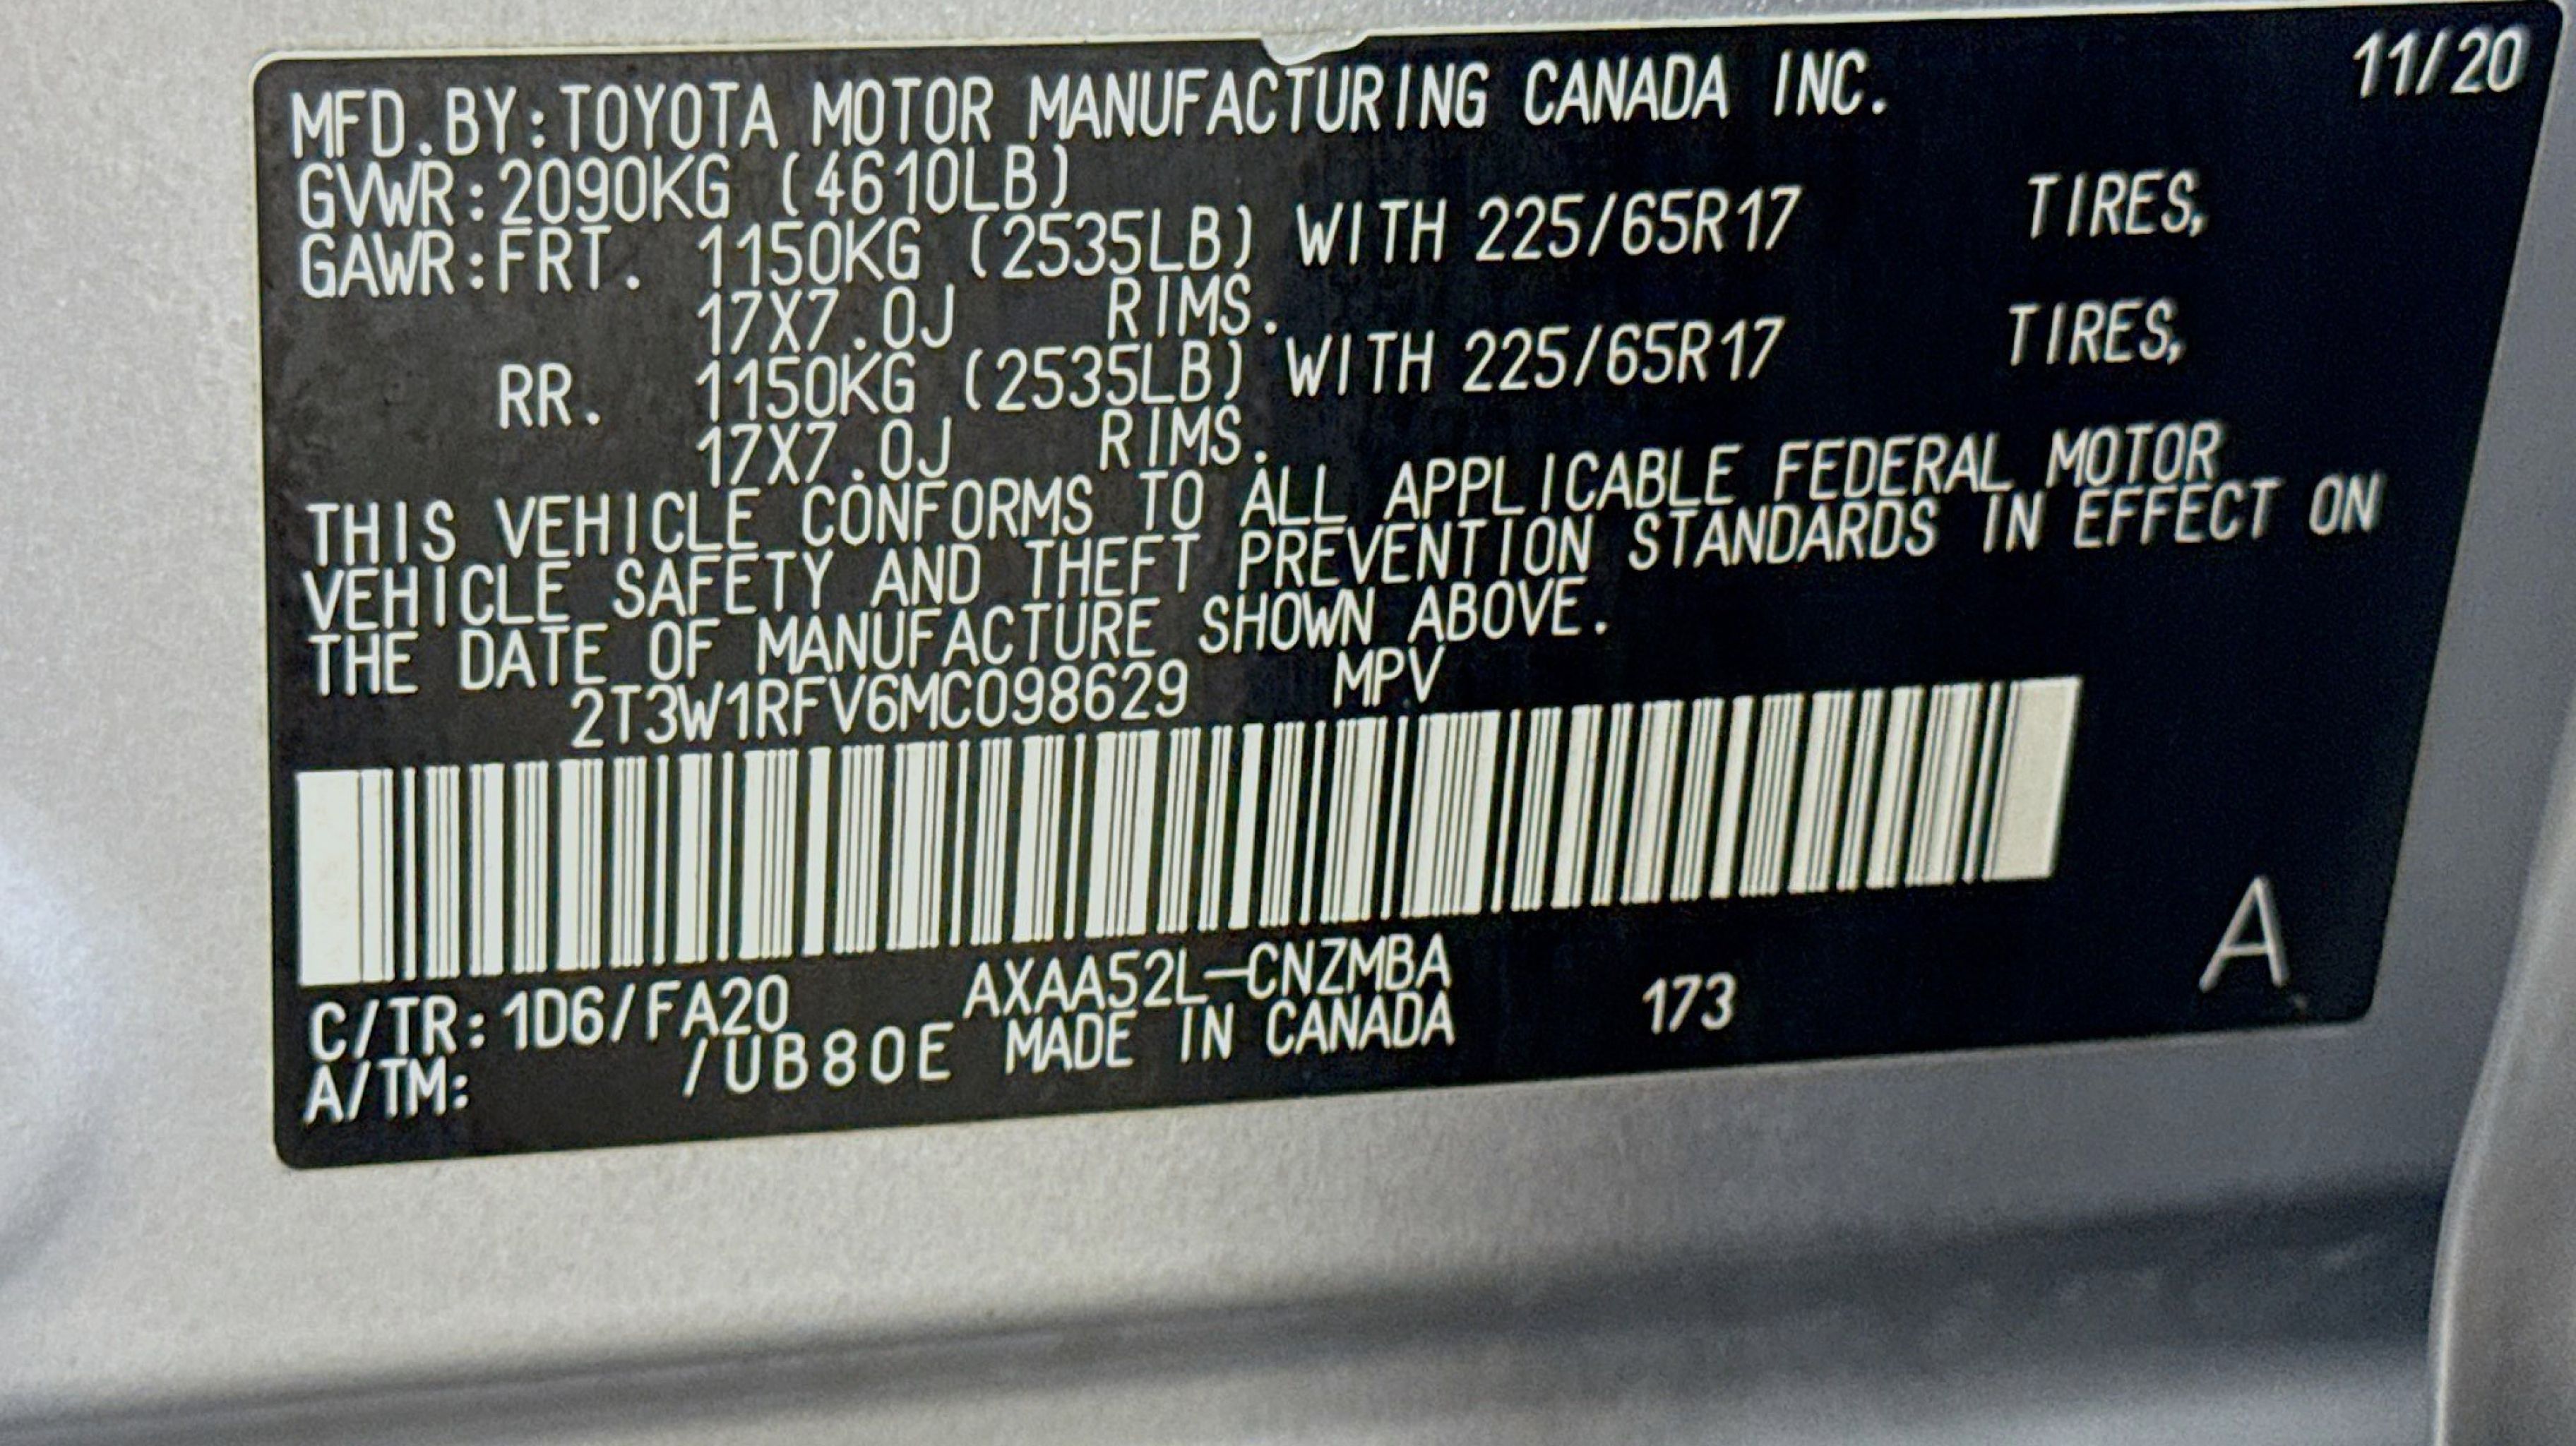 MFD.BY:TOYOTA MOTOR MANUFACTURING CANADA INC. 11/20
GVWR:2090KG (4610LB)
GAWR:FRT. 1150KG (2535LB) WITH 225/65R17 TIRES,
17X7.0J RIMS.
RR. 1150KG (2535LB) WITH 225/65R17 TIRES,
17X7.0J RIMS.
THIS VEHICLE CONFORMS TO ALL APPLICABLE FEDERAL MOTOR
VEHICLE SAFETY AND THEFT PREVENTION STANDARDS IN EFFECT ON
THE DATE OF MANUFACTURE SHOWN ABOVE.
2T3W1RFV6MC098629 MPV
C/TR:1D6/FA20 AXAA52L-CNZMBA 173 A
A/TM: /UB80E MADE IN CANADA